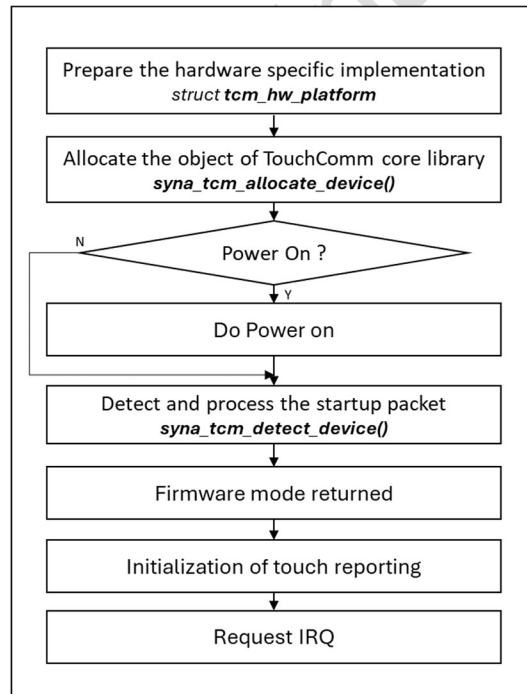 Prepare the hardware specific implementation
struct tcm_hw_platform
Allocate the object of TouchComm core library
syna_tcm_allocate_device()
N
Power On ?
Y
Do Power on
Detect and process the startup packet
syna_tcm_detect_device()
Firmware mode returned
Initialization of touch reporting
Request IRQ